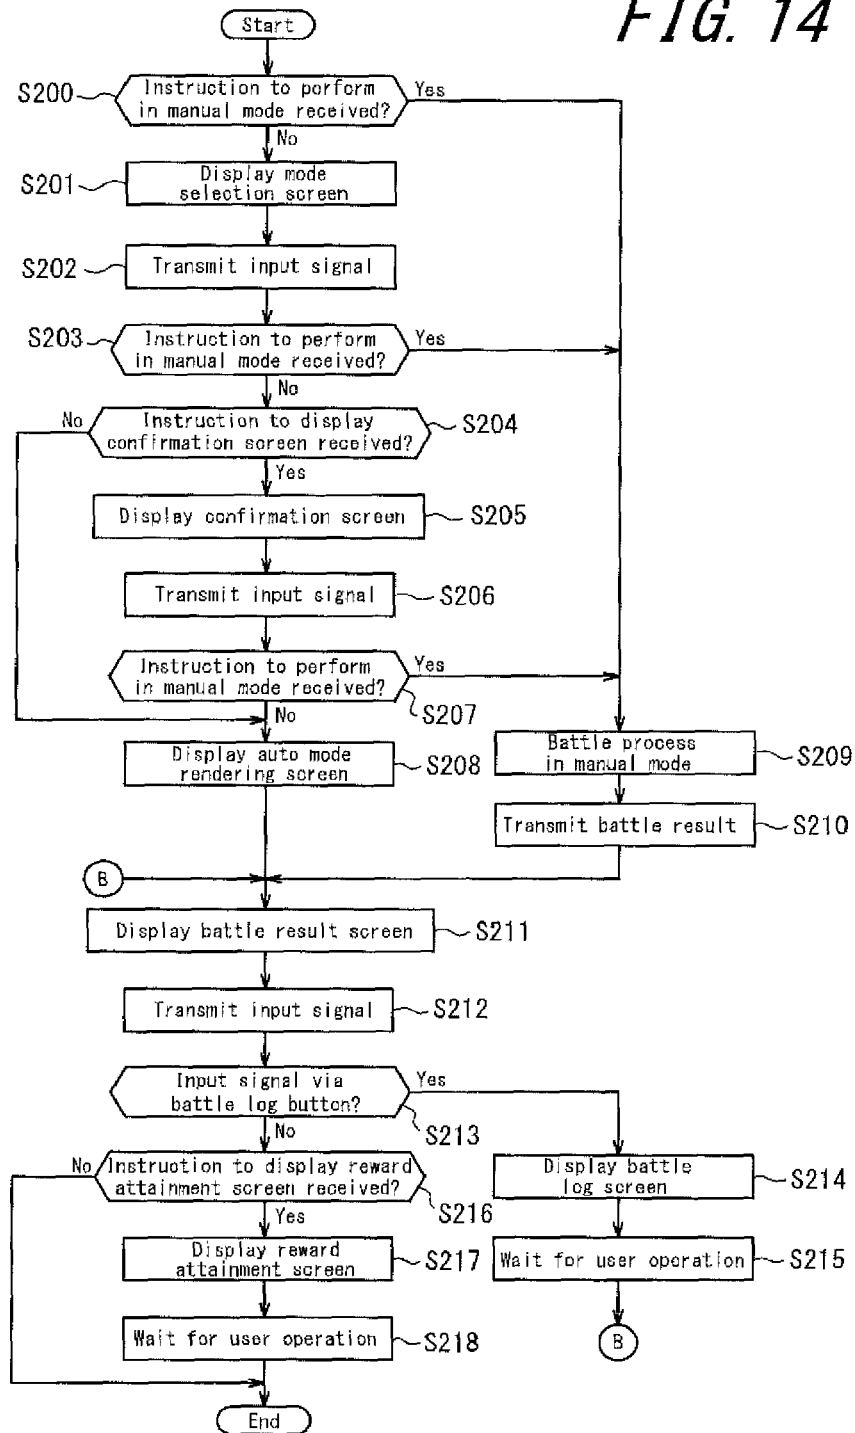 FIG. 14
Start
S200
Instruction to perform
in manual mode received?
Yes
No
S201
Display mode
selection screen
S202
Transmit input signal
S203
Instruction to perform
in manual mode received?
Yes
No
No
Instruction to display
confirmation screen received?
S204
Yes
Display confirmation screen
S205
Transmit input signal
S206
Instruction to perform
in manual mode received?
Yes
S207
No
Display auto mode
rendering screen
S208
Battle process
in manual mode
S209
Transmit battle result
S210
B
Display battle result screen
S211
Transmit input signal
S212
Input signal via
battle log button?
Yes
S213
No
No
Instruction to display reward
attainment screen received?
S216
Yes
Display battle
log screen
S214
Display reward
attainment screen
S217
Wait for user operation
S215
Wait for user operation
S218
B
End